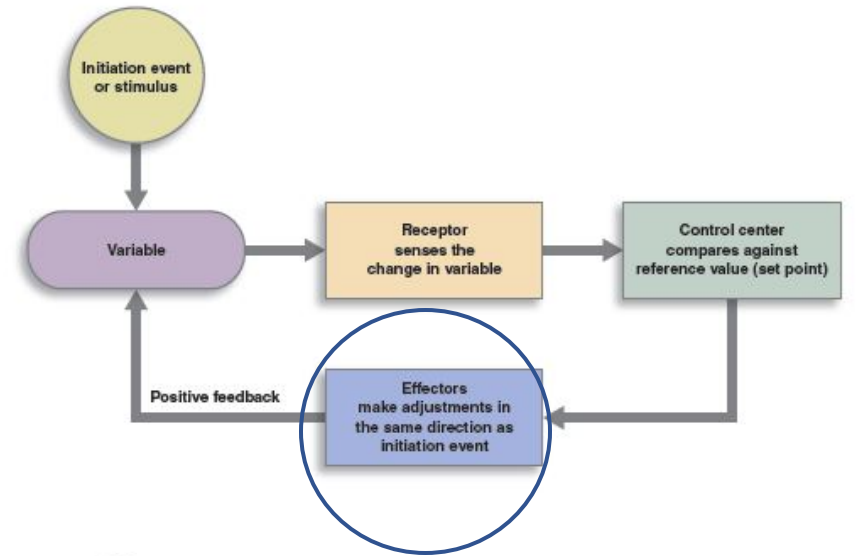 Initiation event
or stimulus
Variable
Receptor
senses the
change in variable
Control center
compares against
reference value (set point)
Positive feedback
Effectors
make adjustments in
the same direction as
initiation event